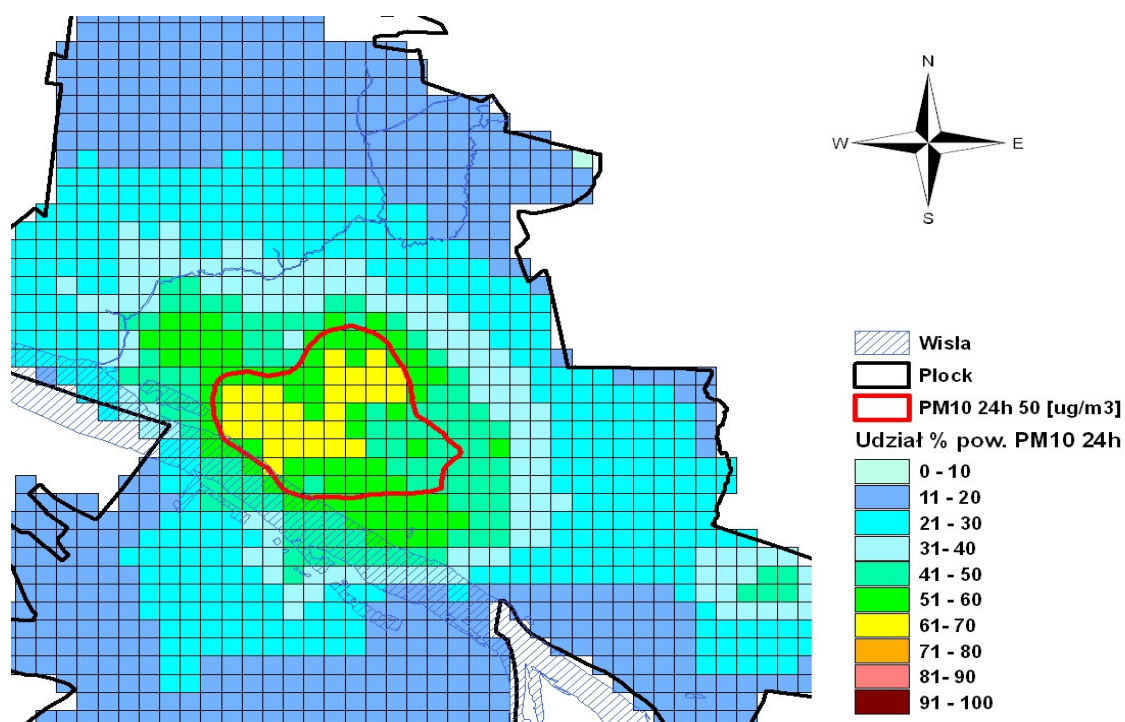 N
W E
S
Wisla
Plock
PM10 24h 50 [ug/m3]
Udział % pow. PM10 24h
0 - 10
11 - 20
21 - 30
31 - 40
41 - 50
51 - 60
61 - 70
71 - 80
81 - 90
91 - 100